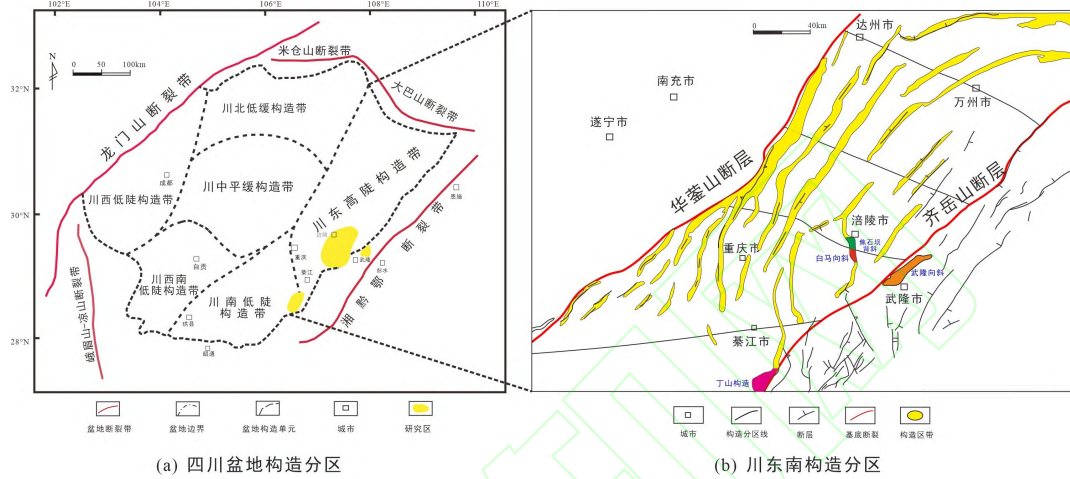 102°E
104°E
106°E
108°E
110°E
32°N
30°N
28°N
N
0 50 100km
米仓山断裂带
大巴山断裂带
龙门山断裂带
川北低缓构造带
川中平缓构造带
川东高陡构造带
川西低陡构造带
川西南
低陡构造带
川南低陡
构造带
湘黔鄂断裂带
峨眉山-凉山断裂带
成都
恩施
涪陵
重庆
武隆
彭水
綦江
自贡
珙县
昭通
盆地断裂带
盆地边界
盆地构造单元
城市
研究区
(a) 四川盆地构造分区
0 40km
达州市
南充市
万州市
遂宁市
华蓥山断层
齐岳山断层
涪陵市
焦石坝
背斜
重庆市
白马向斜
武隆向斜
武隆市
綦江市
丁山构造
城市
构造分区线
断层
基底断裂
构造区带
(b) 川东南构造分区